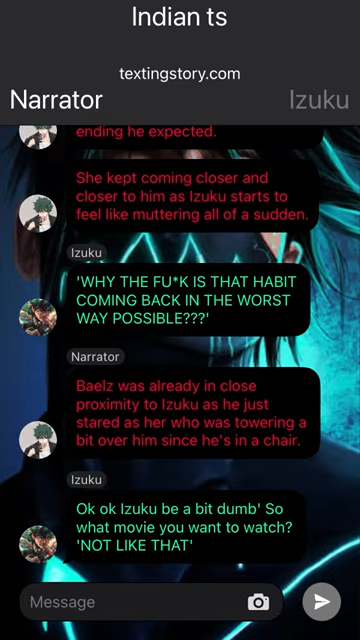 Indian ts
textingstory.com
Narrator
Izuku
ending he expected.
She kept coming closer and
closer to him as Izuku starts to
feel like muttering all of a sudden.
Izuku
'WHY THE FU*K IS THAT HABIT
COMING BACK IN THE WORST
WAY POSSIBLE???'
Narrator
Baelz was already in close
proximity to Izuku as he just
stared as her who was towering a
bit over him since he's in a chair.
Izuku
Ok ok Izuku be a bit dumb' So
what movie you want to watch?
'NOT LIKE THAT'
Message